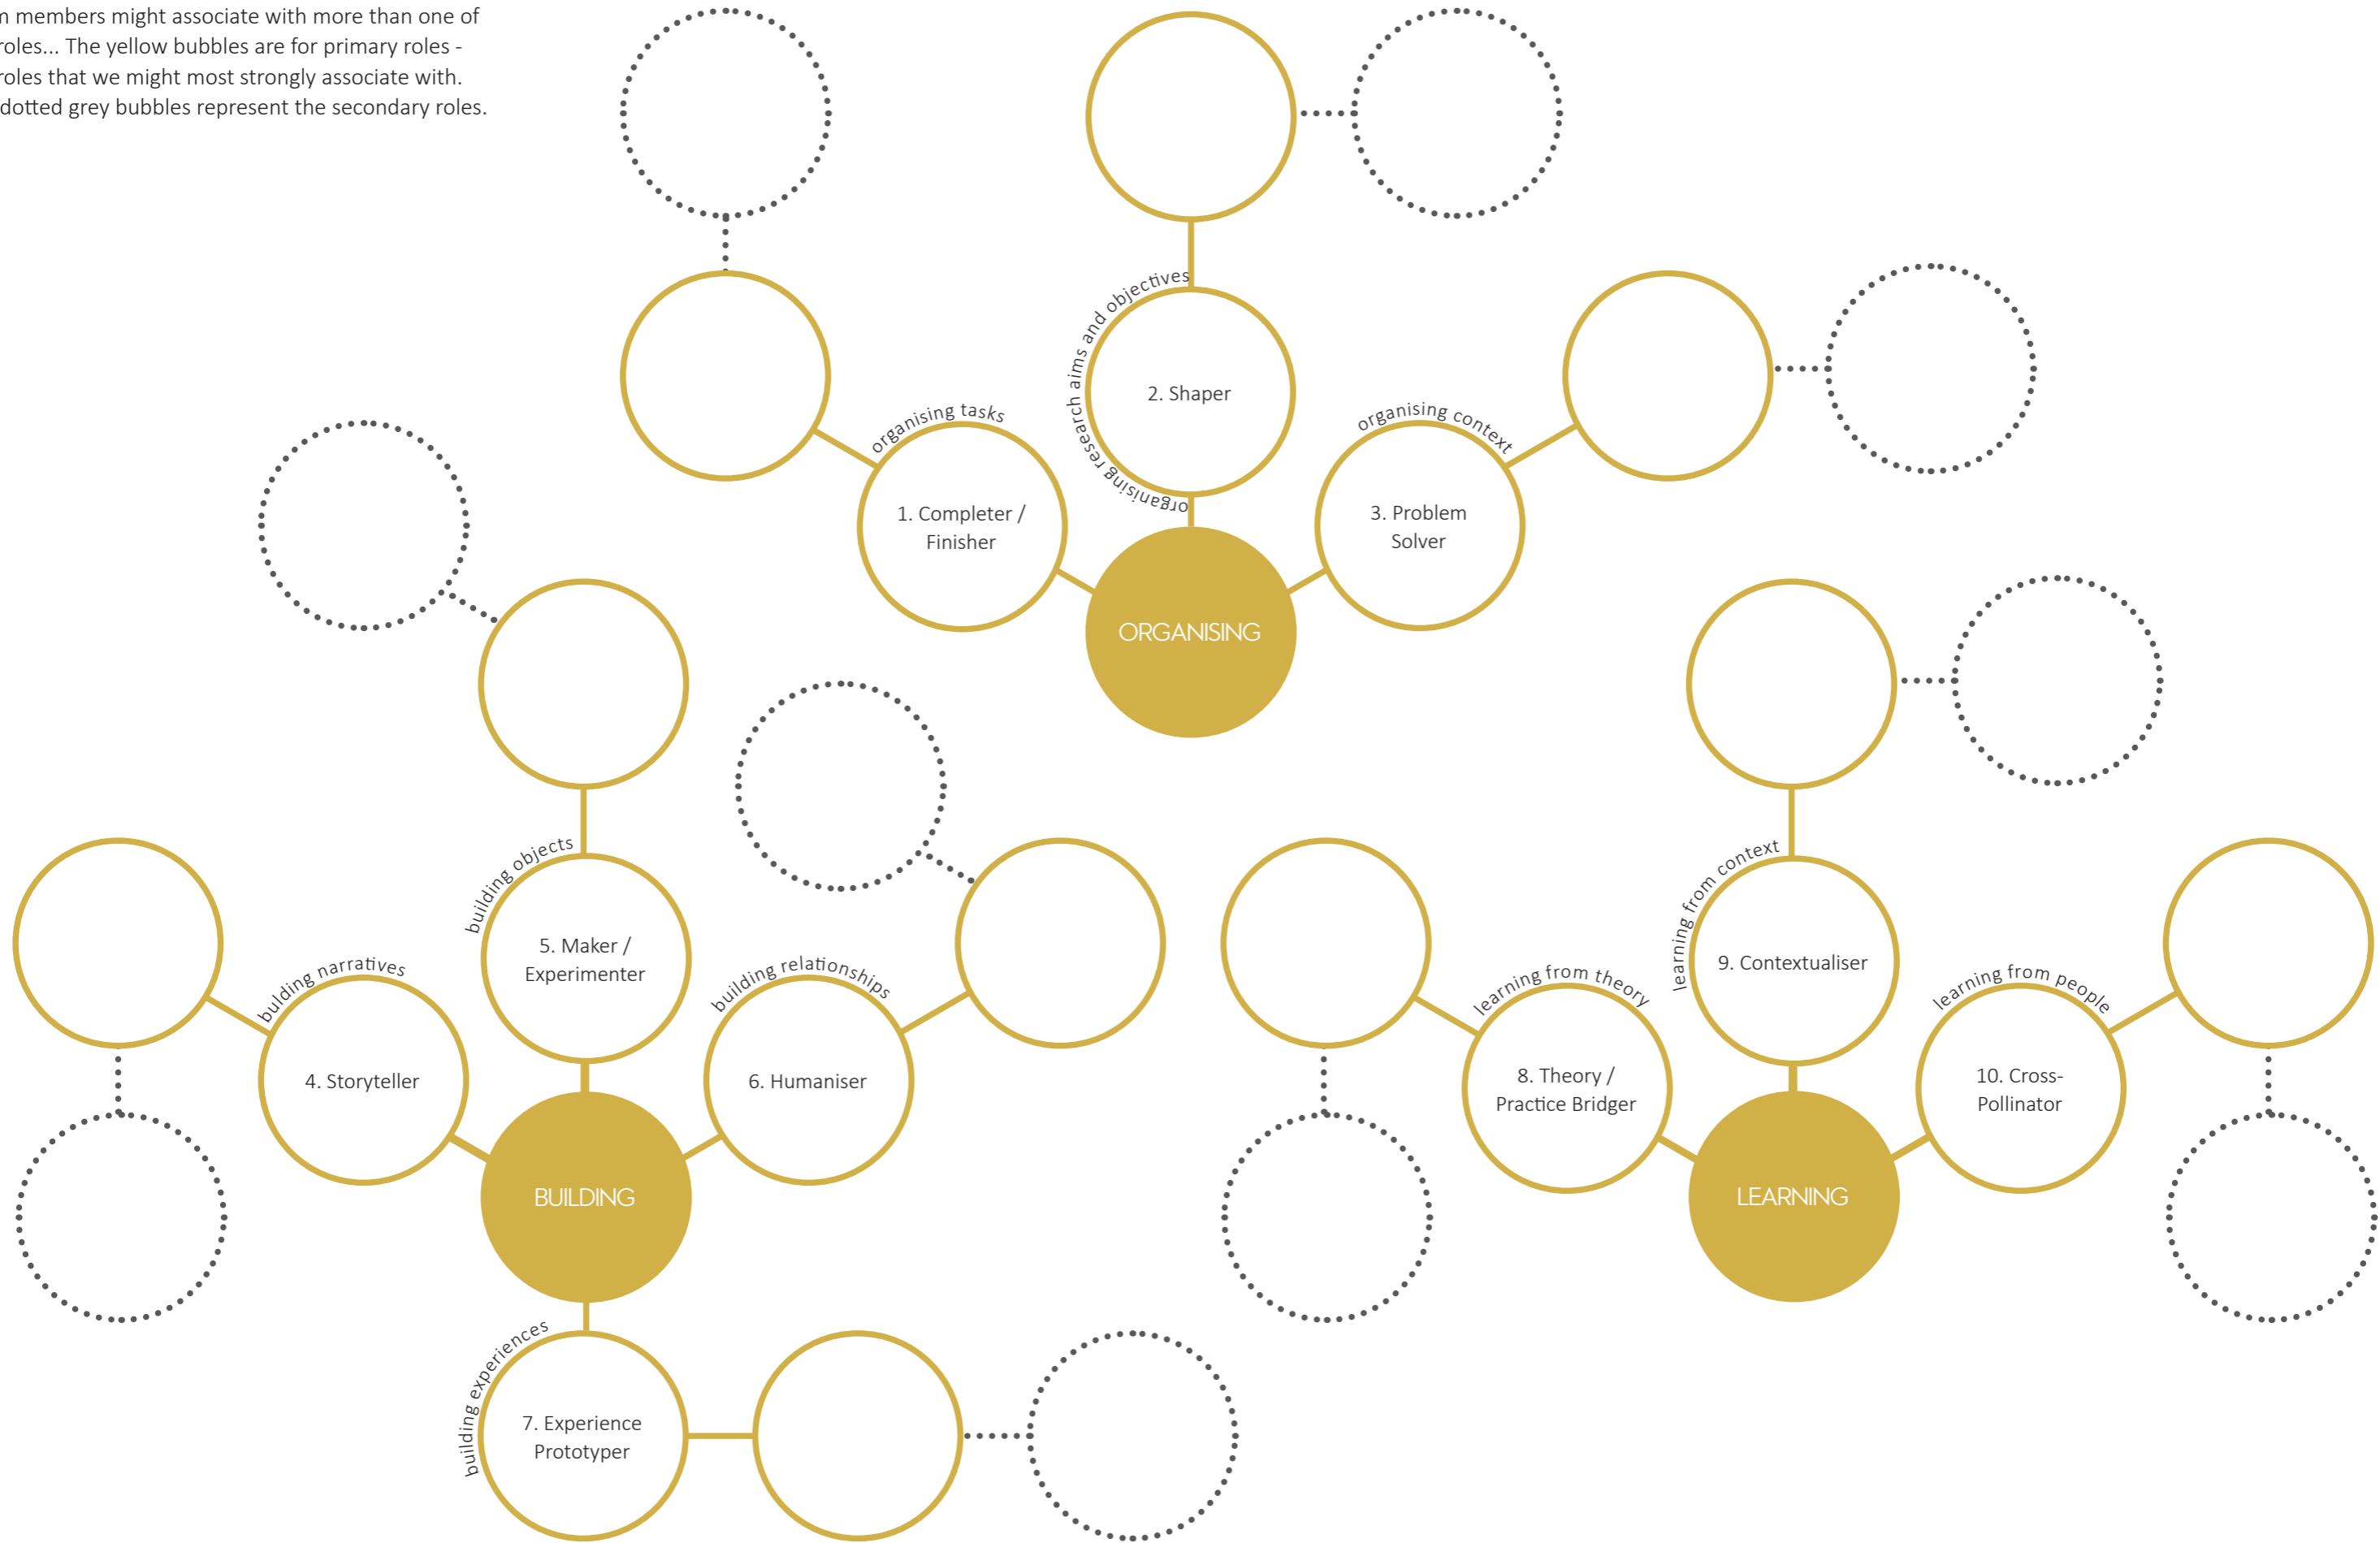 members might associate with more than one of
roles... The yellow bubbles are for primary roles -
roles that we might most strongly associate with.
dotted grey bubbles represent the secondary roles.
organising research aims and objectives
2. Shaper
organising tasks
1. Completer /
Finisher
organising context
3. Problem
Solver
ORGANISING
building objects
5. Maker /
Experimenter
bulding narratives
4. Storyteller
building relationships
6. Humaniser
BUILDING
building experiences
7. Experience
Prototyper
learning from theory
8. Theory /
Practice Bridger
learning from context
9. Contextualiser
learning from people
10. Cross-
Pollinator
LEARNING